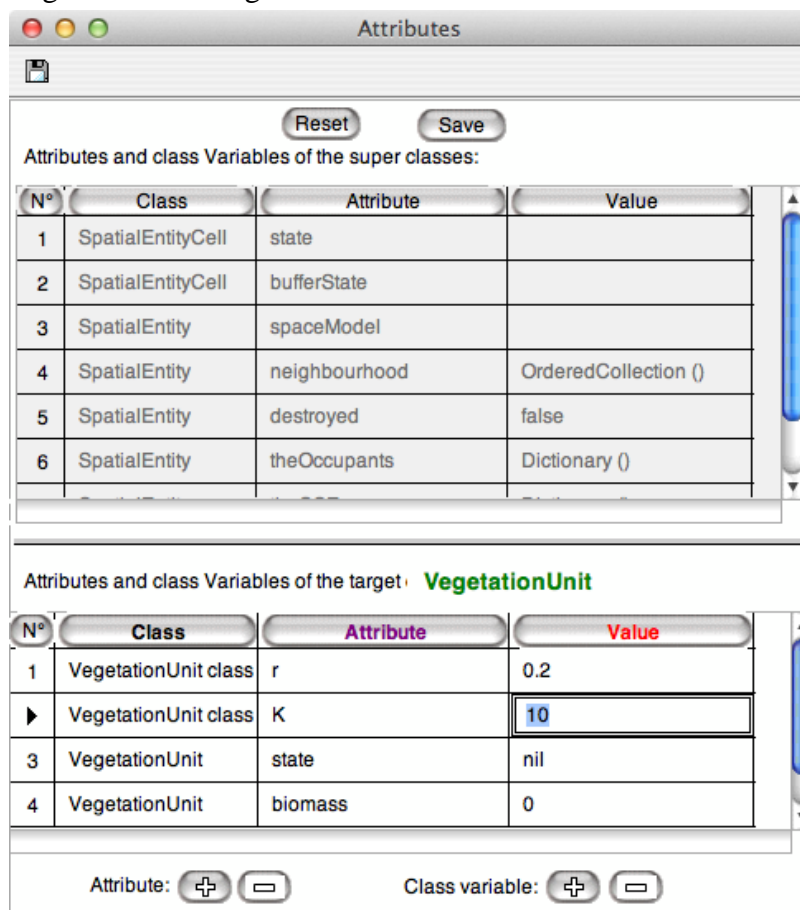 Attributes
Reset Save
Attributes and class Variables of the super classes:
N° Class Attribute Value
1 SpatialEntityCell state
2 SpatialEntityCell bufferState
3 SpatialEntity spaceModel
4 SpatialEntity neighbourhood OrderedCollection ()
5 SpatialEntity destroyed false
6 SpatialEntity theOccupants Dictionary ()
Attributes and class Variables of the target VegetationUnit
N° Class Attribute Value
1 VegetationUnit class r 0.2
VegetationUnit class K 10
3 VegetationUnit state nil
4 VegetationUnit biomass 0
Attribute: Class variable: